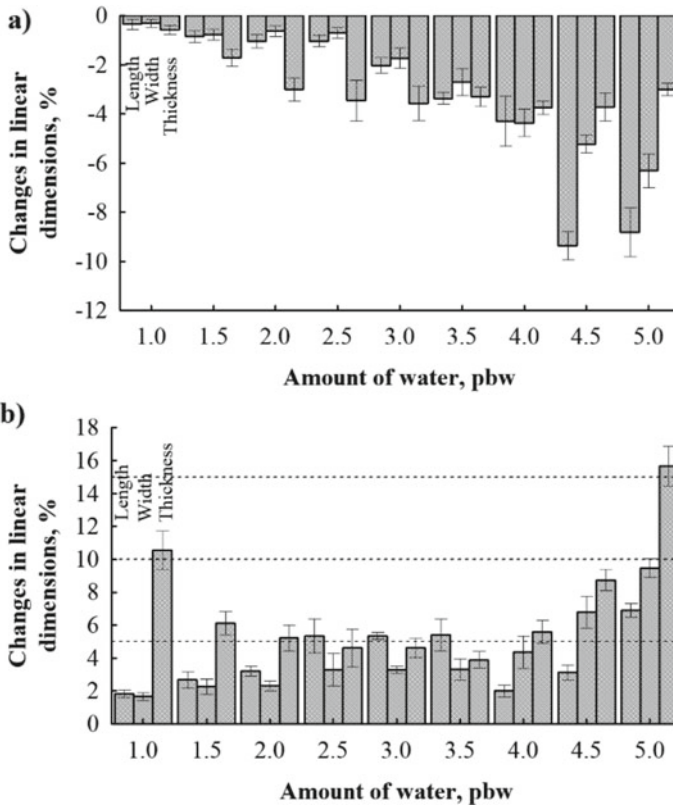 a)
0
-2
-4
-6
-8
-10
-12
Changes in linear
dimensions, %
Length
Width
Thickness
1.0 1.5 2.0 2.5 3.0 3.5 4.0 4.5 5.0
Amount of water, pbw
b)
18
16
14
12
10
8
6
4
2
0
Changes in linear
dimensions, %
Length
Width
Thickness
1.0 1.5 2.0 2.5 3.0 3.5 4.0 4.5 5.0
Amount of water, pbw